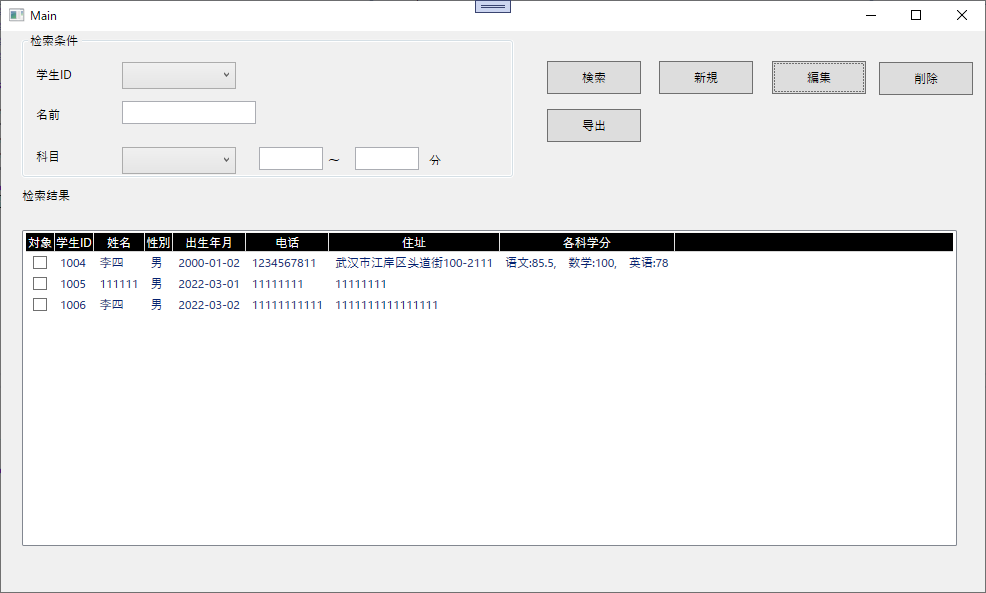 Main
检索条件
学生ID
名前
科目 ～ 分
検索 新規 编集 削除
导出
检索结果
对象 学生ID 姓名 性别 出生年月 电话 住址 各科学分
1004 李四 男 2000-01-02 1234567811 武汉市江岸区头道街100-2111 语文:85.5, 数学:100, 英语:78
1005 111111 男 2022-03-01 11111111 11111111
1006 李四 男 2022-03-02 11111111111 1111111111111111